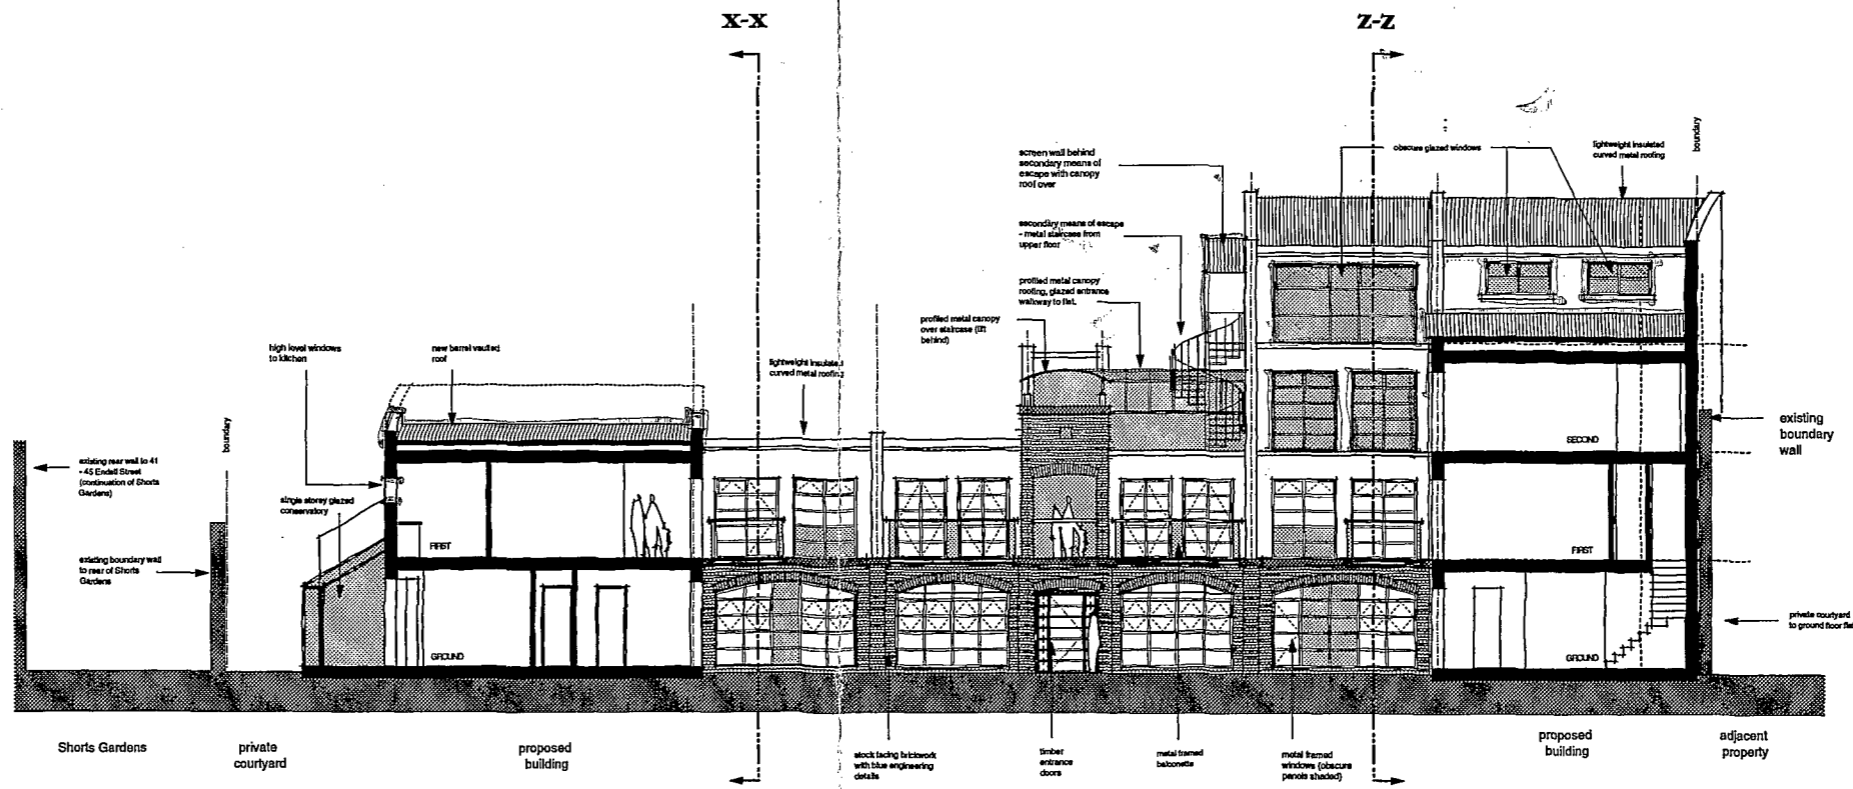 X-X
Z-Z
boundary
screen wall behind
secondary means of
escape with canopy
roof over
obscure glazed windows
lightweight insulated
curved metal roofing
secondary means of escape
- metal staircase from
upper floor
profiled metal canopy
roofing, glazed entrance
walkway to flat.
profiled metal canopy
over staircase (lift
behind)
high level windows
to kitchen
new barrel vaulted
roof
lightweight insulated
curved metal roofing
boundary
existing rear wall to 41
- 45 Endell Street
(continuation of Shorts
Gardens)
single storey glazed
conservatory
existing boundary wall
to rear of Shorts
Gardens
FIRST
GROUND
SECOND
FIRST
GROUND
existing
boundary
wall
private courtyard
to ground floor
Shorts Gardens
private
courtyard
proposed
building
stock facing brickwork
with blue engineering
details
timber
entrance
doors
metal framed
balconette
metal framed
windows (obscure
panels shaded)
proposed
building
adjacent
property